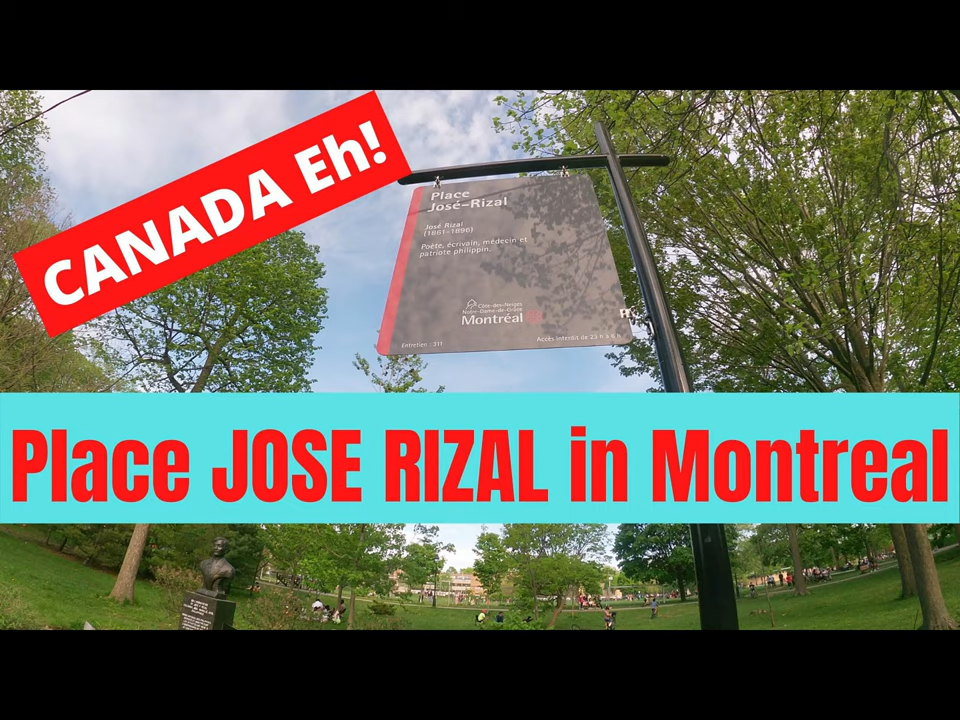 CANADA Eh!
Place
José-Rizal
José Rizal
(1861-1896)
Poète, écrivain, médecin et
patriote philippin.
Côte-des-Neiges
Notre-Dame-de-Grâce
Montréal
Entretien : 311
Accès interdit de 23 h à 6 h
Place JOSE RIZAL in Montreal